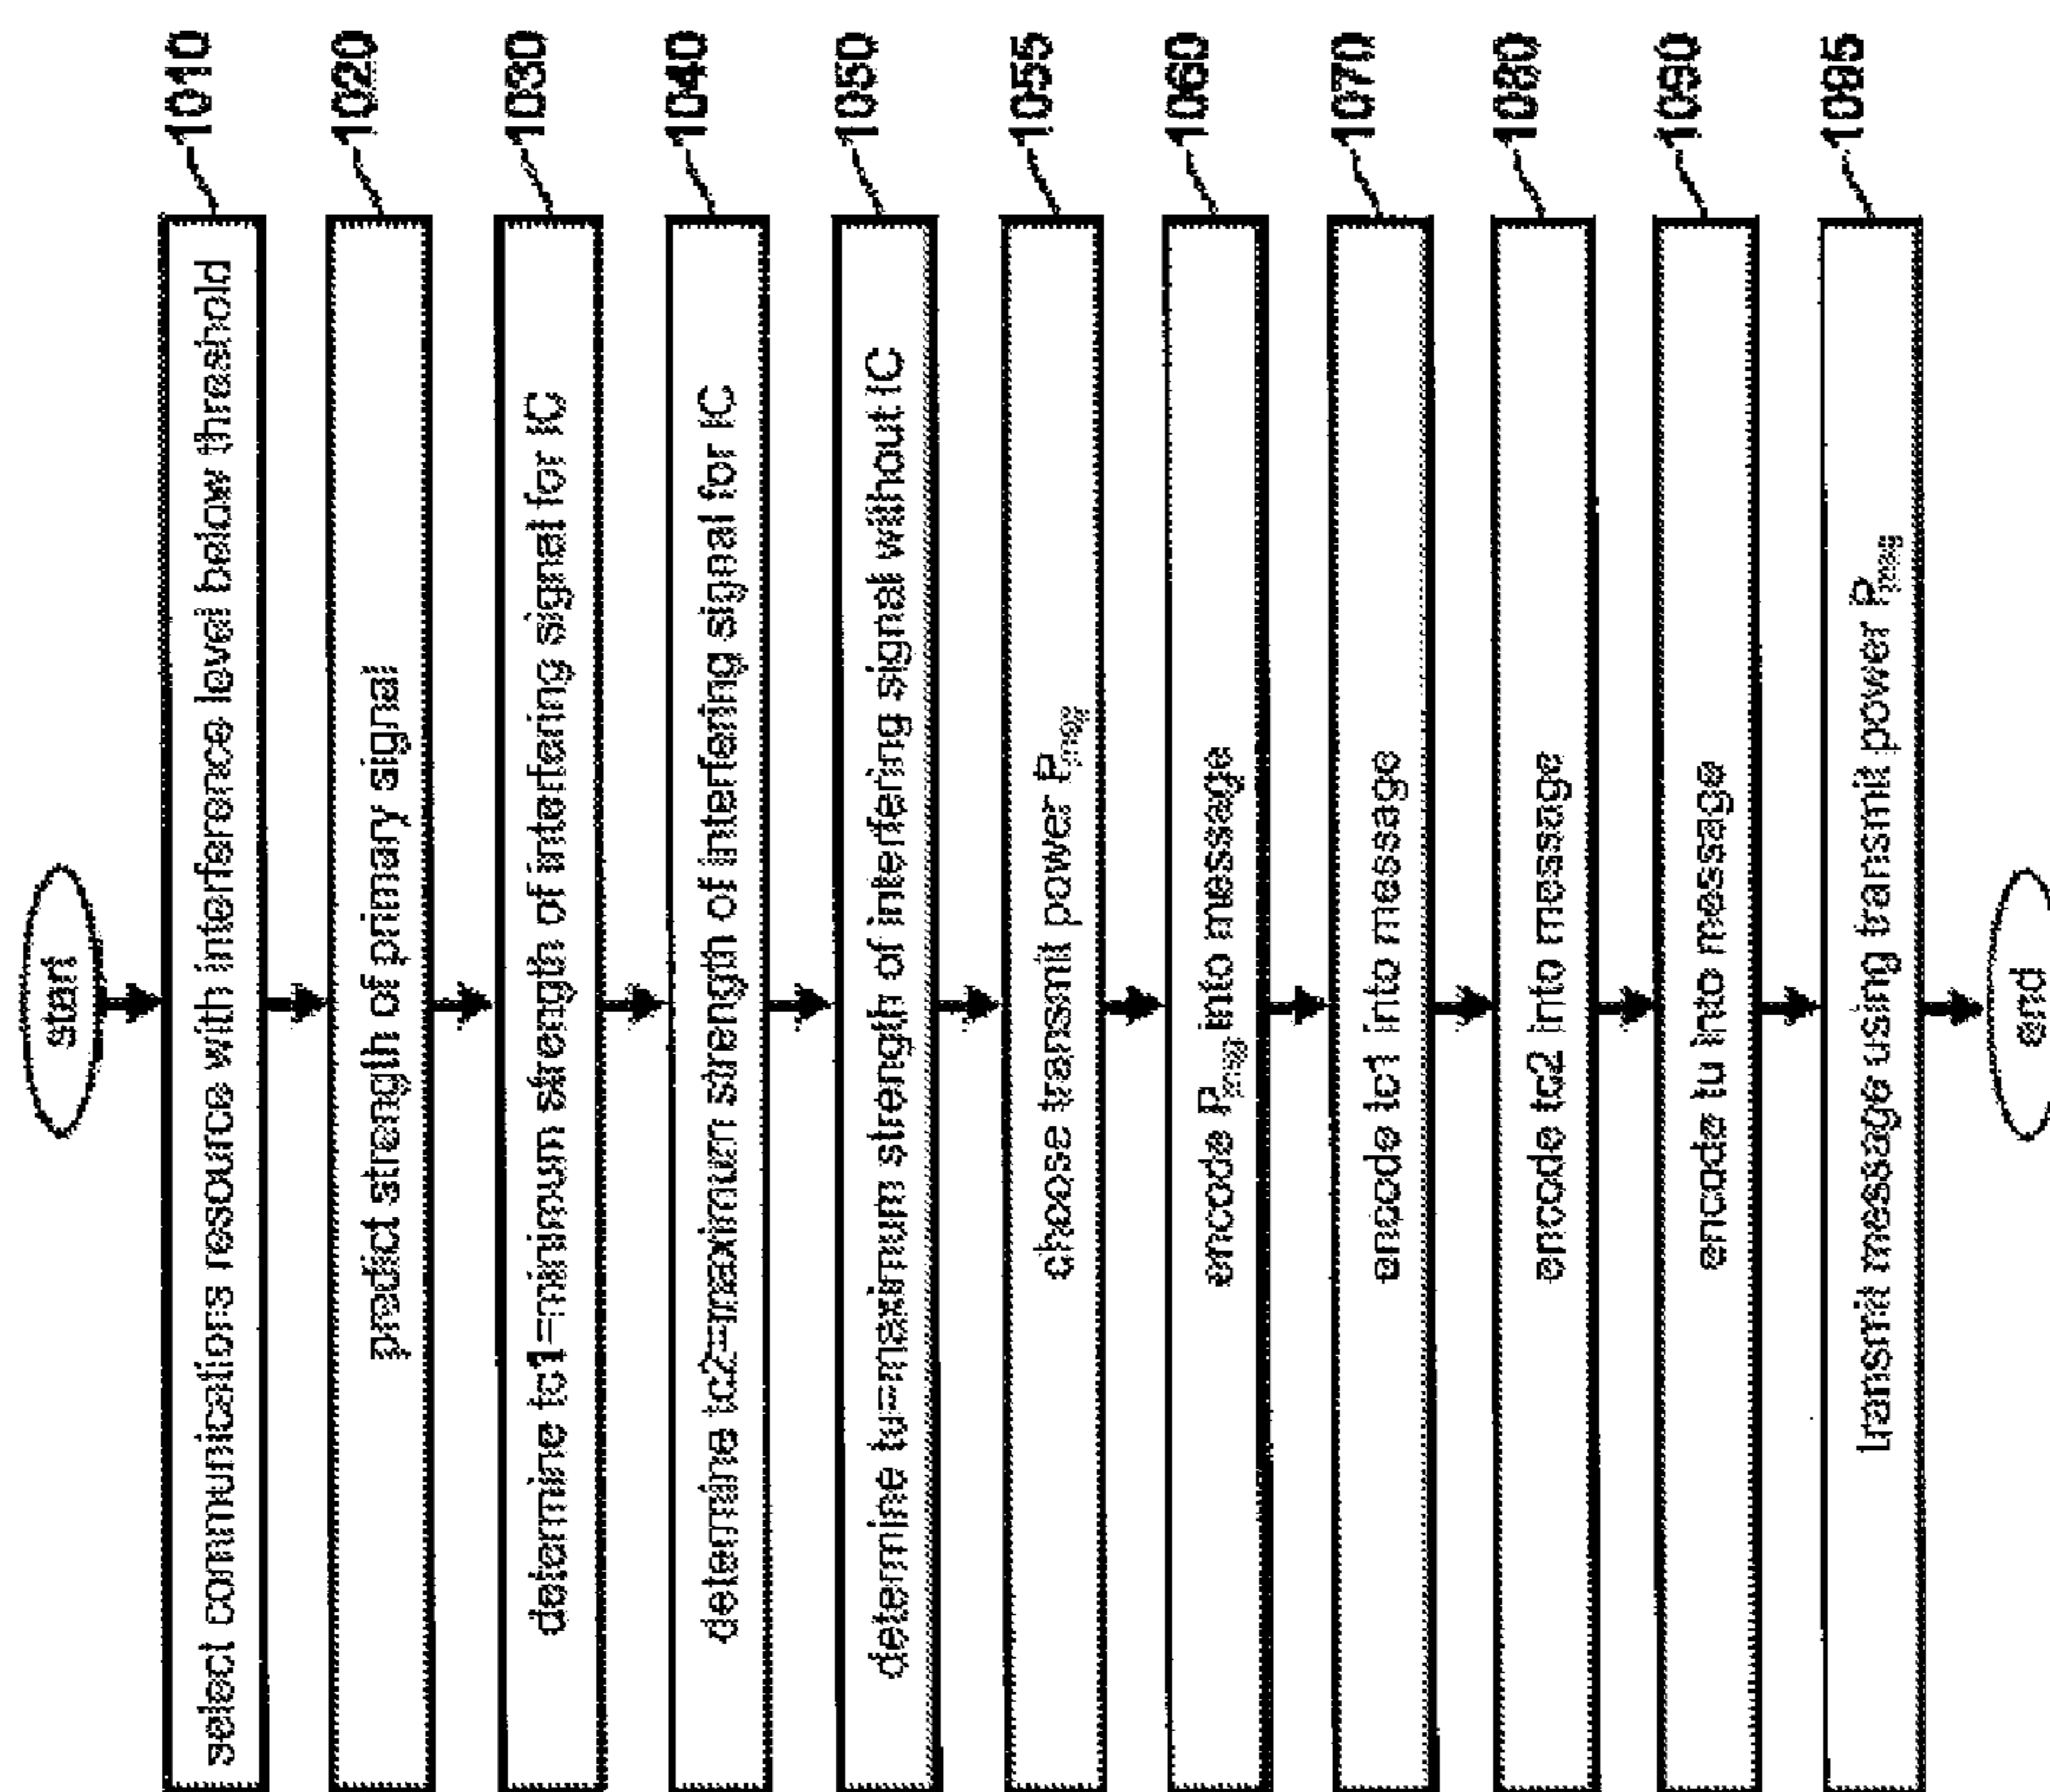 start
select communications resource with interference level below threshold
1010
predict strength of primary signal
1020
determine tc1=minimum strength of interfering signal for IC
1030
determine tc2=maximum strength of interfering signal for IC
1040
determine tu=maximum strength of interfering signal without IC
1050
choose transmit power Pmsg
1055
encode Pmsg into message
1060
encode tc1 into message
1070
encode tc2 into message
1080
encode tu into message
1090
transmit message using transmit power Pmsg
1095
end